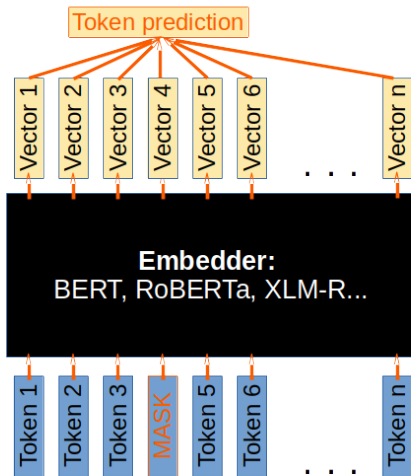 Token prediction
Vector 1
Vector 2
Vector 3
Vector 4
Vector 5
Vector 6
. . .
Vector n
Embedder:
BERT, RoBERTa, XLM-R...
Token 1
Token 2
Token 3
MASK
Token 5
Token 6
. . .
Token n